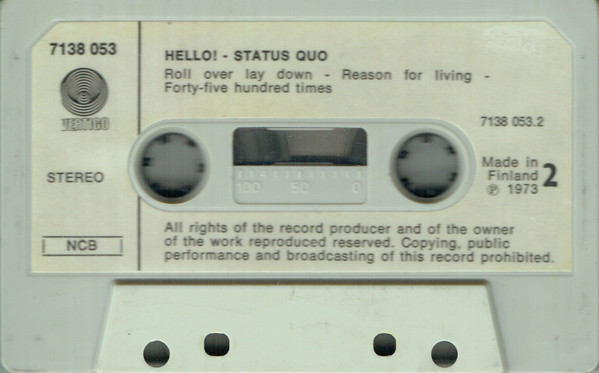 7138 053
HELLO! - STATUS QUO
Roll over lay down - Reason for living -
Forty-five hundred times
VERTIGO
7138 053.2
STEREO
100 50 0
Made in
Finland
℗ 1973
2
NCB
All rights of the record producer and of the owner
of the work reproduced reserved. Copying, public
performance and broadcasting of this record prohibited.